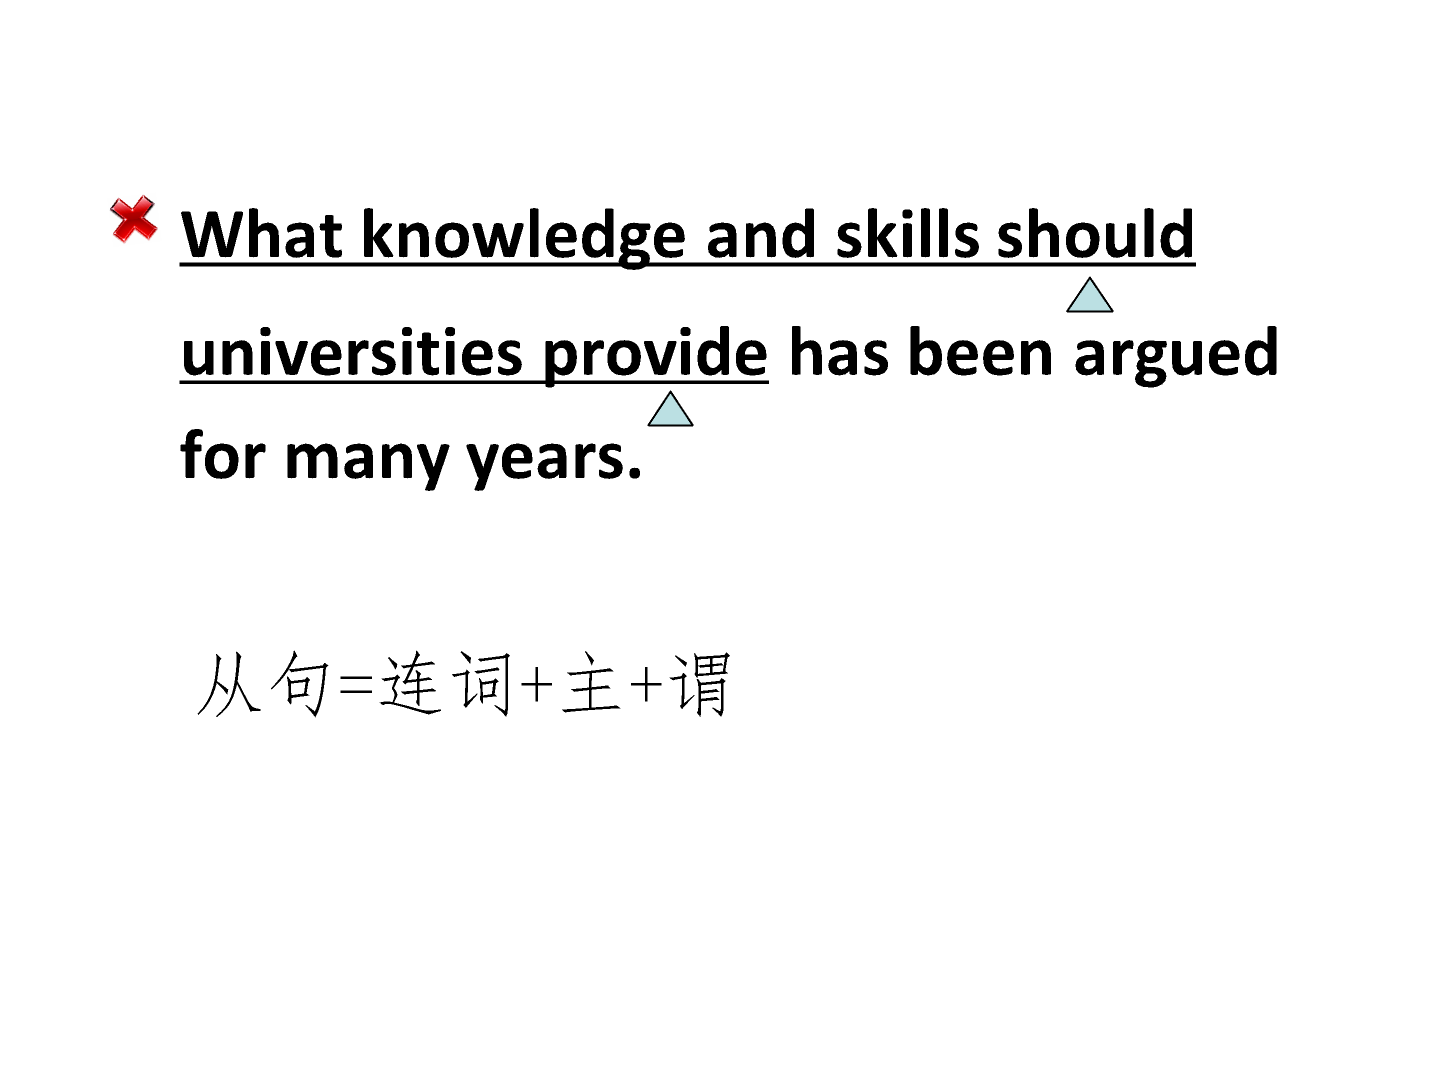 What knowledge and skills should
universities provide has been argued
for many years.
从句=连词+主+谓